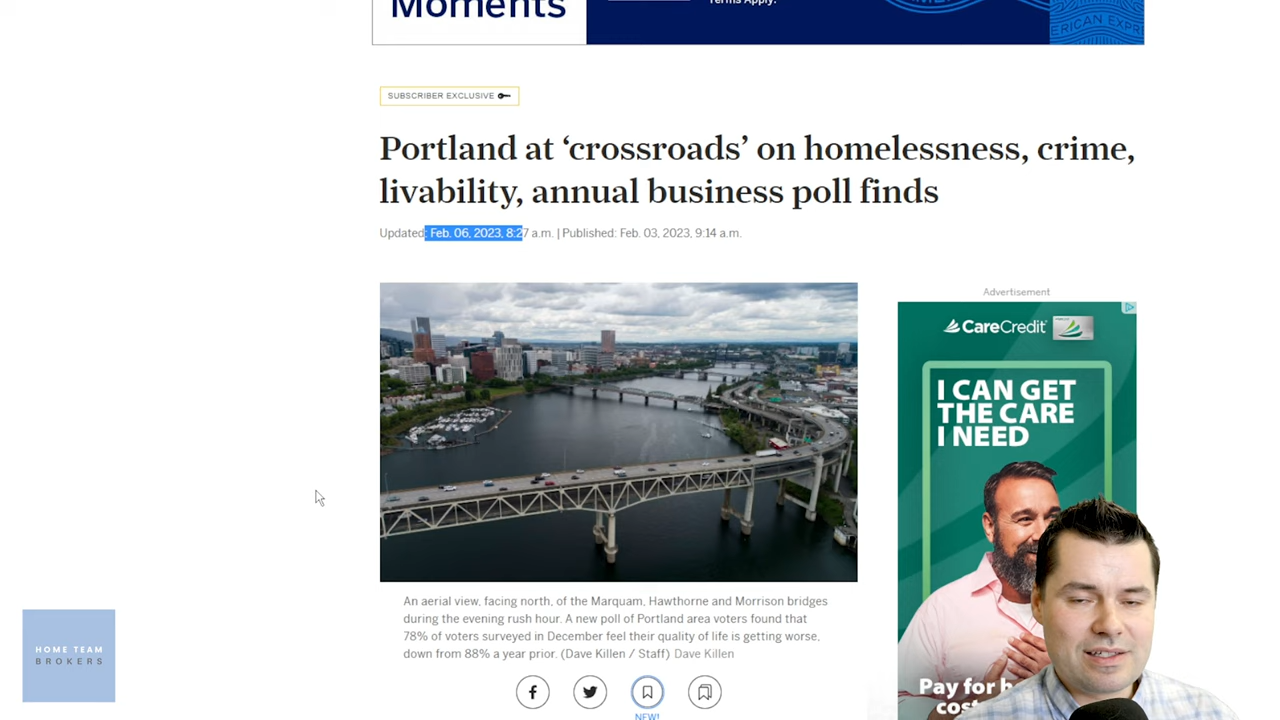 Moments
Terms Apply.
ERICAN EXPR
SUBSCRIBER EXCLUSIVE
Portland at ‘crossroads’ on homelessness, crime,
livability, annual business poll finds
Updated: Feb. 06, 2023, 8:27 a.m. | Published: Feb. 03, 2023, 9:14 a.m.
Advertisement
CareCredit
I CAN GET
THE CARE
I NEED
An aerial view, facing north, of the Marquam, Hawthorne and Morrison bridges
during the evening rush hour. A new poll of Portland area voters found that
78% of voters surveyed in December feel their quality of life is getting worse,
down from 88% a year prior. (Dave Killen / Staff) Dave Killen
HOME TEAM
BROKERS
Pay for
NEW!